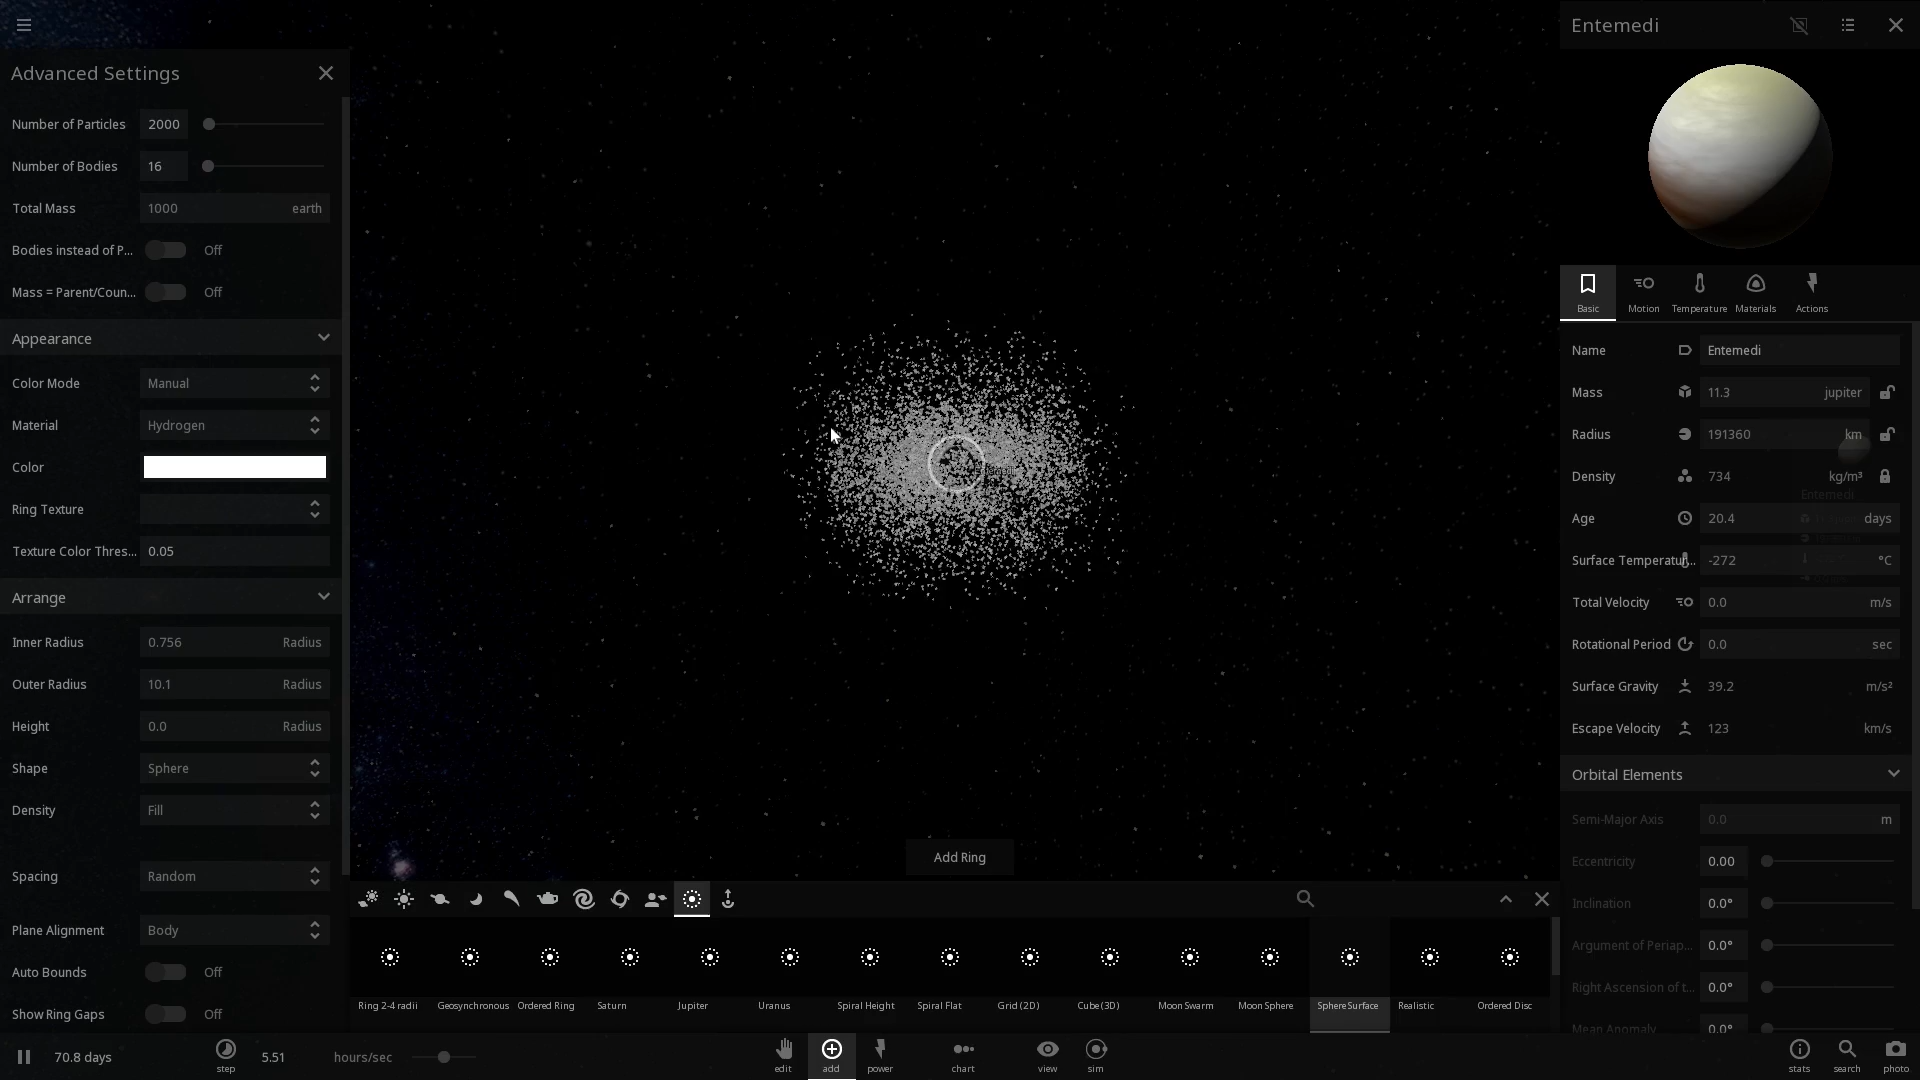 Entemedi
Advanced Settings
Number of Particles 2000
Number of Bodies 16
Total Mass 1000 earth
Bodies instead of P... Off
Mass = Parent/Coun... Off
Appearance
Color Mode Manual
Material Hydrogen
Color
Ring Texture
Texture Color Thres... 0.05
Arrange
Inner Radius 0.756 Radius
Outer Radius 10.1 Radius
Height 0.0 Radius
Shape Sphere
Density Fill
Spacing Random
Plane Alignment Body
Auto Bounds Off
Show Ring Gaps Off
Entemedi
Add Ring
Ring 2-4 radii Geosynchronous Ordered Ring Saturn Jupiter Uranus Spiral Height Spiral Flat Grid (2D) Cube (3D) Moon Swarm Moon Sphere Sphere Surface Realistic Ordered Disc
Basic Motion Temperature Materials Actions
Name Entemedi
Mass 11.3 jupiter
Radius 191360 km
Density 734 kg/m³
Entemedi
Age 20.4 days
Surface Temperatur... -272 °C
Total Velocity 0.0 m/s
Rotational Period 0.0 sec
Surface Gravity 39.2 m/s²
Escape Velocity 123 km/s
Orbital Elements
Semi-Major Axis 0.0 m
Eccentricity 0.00
Inclination 0.0°
Argument of Periap... 0.0°
Right Ascension of t... 0.0°
Mean Anomaly 0.0°
70.8 days step 5.51 hours/sec edit add power chart view sim stats search photo